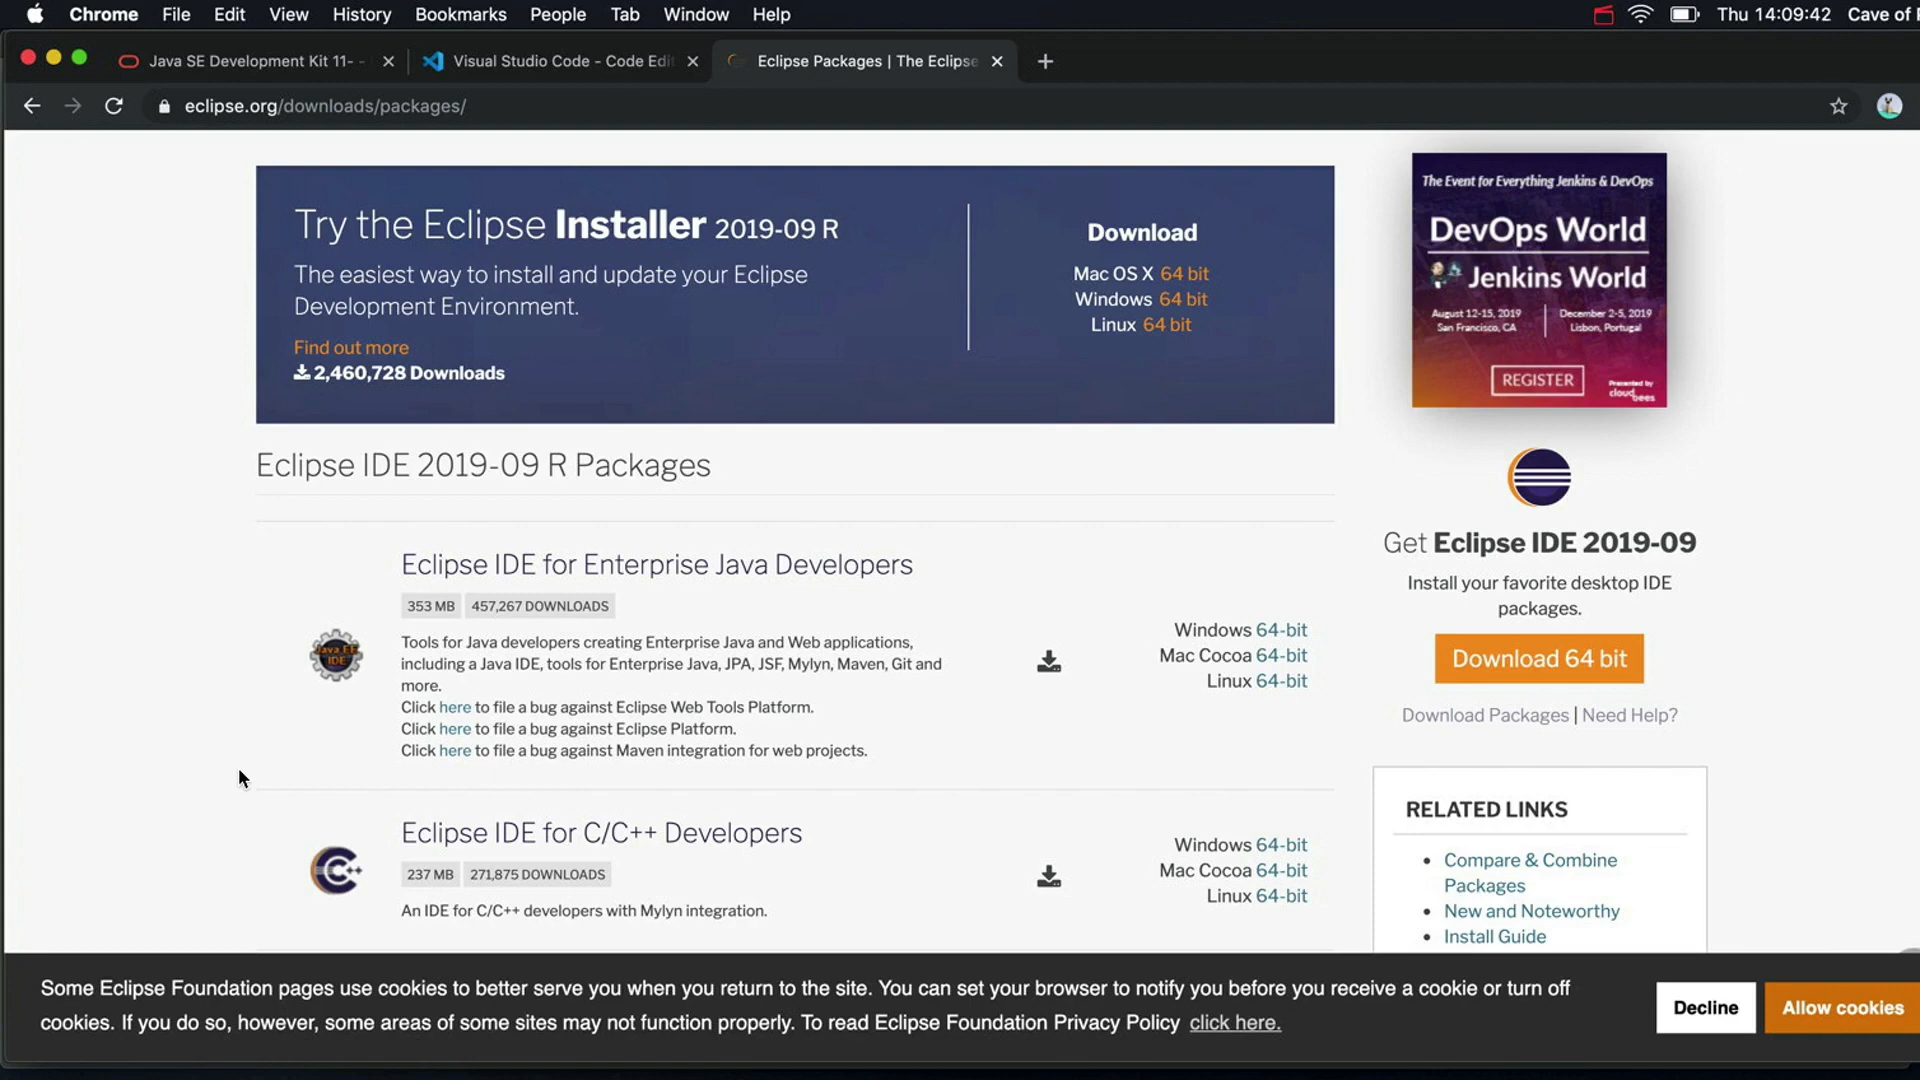 Chrome File Edit View History Bookmarks People Tab Window Help Thu 14:09:42 Cave of
Java SE Development Kit 11- - Visual Studio Code - Code Edit Eclipse Packages | The Eclipse
eclipse.org/downloads/packages/
Try the Eclipse Installer 2019-09 R
The easiest way to install and update your Eclipse
Development Environment.
Find out more
2,460,728 Downloads
Download
Mac OS X 64 bit
Windows 64 bit
Linux 64 bit
The Event for Everything Jenkins & DevOps
DevOps World
Jenkins World
August 12-15, 2019
San Francisco, CA
December 2-5, 2019
Lisbon, Portugal
REGISTER
Presented by
cloudbees
Eclipse IDE 2019-09 R Packages
Eclipse IDE for Enterprise Java Developers
353 MB 457,267 DOWNLOADS
Java EE
IDE
Tools for Java developers creating Enterprise Java and Web applications,
including a Java IDE, tools for Enterprise Java, JPA, JSF, Mylyn, Maven, Git and
more.
Click here to file a bug against Eclipse Web Tools Platform.
Click here to file a bug against Eclipse Platform.
Click here to file a bug against Maven integration for web projects.
Windows 64-bit
Mac Cocoa 64-bit
Linux 64-bit
Eclipse IDE for C/C++ Developers
237 MB 271,875 DOWNLOADS
An IDE for C/C++ developers with Mylyn integration.
Windows 64-bit
Mac Cocoa 64-bit
Linux 64-bit
Get Eclipse IDE 2019-09
Install your favorite desktop IDE
packages.
Download 64 bit
Download Packages | Need Help?
RELATED LINKS
Compare & Combine
Packages
New and Noteworthy
Install Guide
Some Eclipse Foundation pages use cookies to better serve you when you return to the site. You can set your browser to notify you before you receive a cookie or turn off
cookies. If you do so, however, some areas of some sites may not function properly. To read Eclipse Foundation Privacy Policy click here.
Decline
Allow cookies